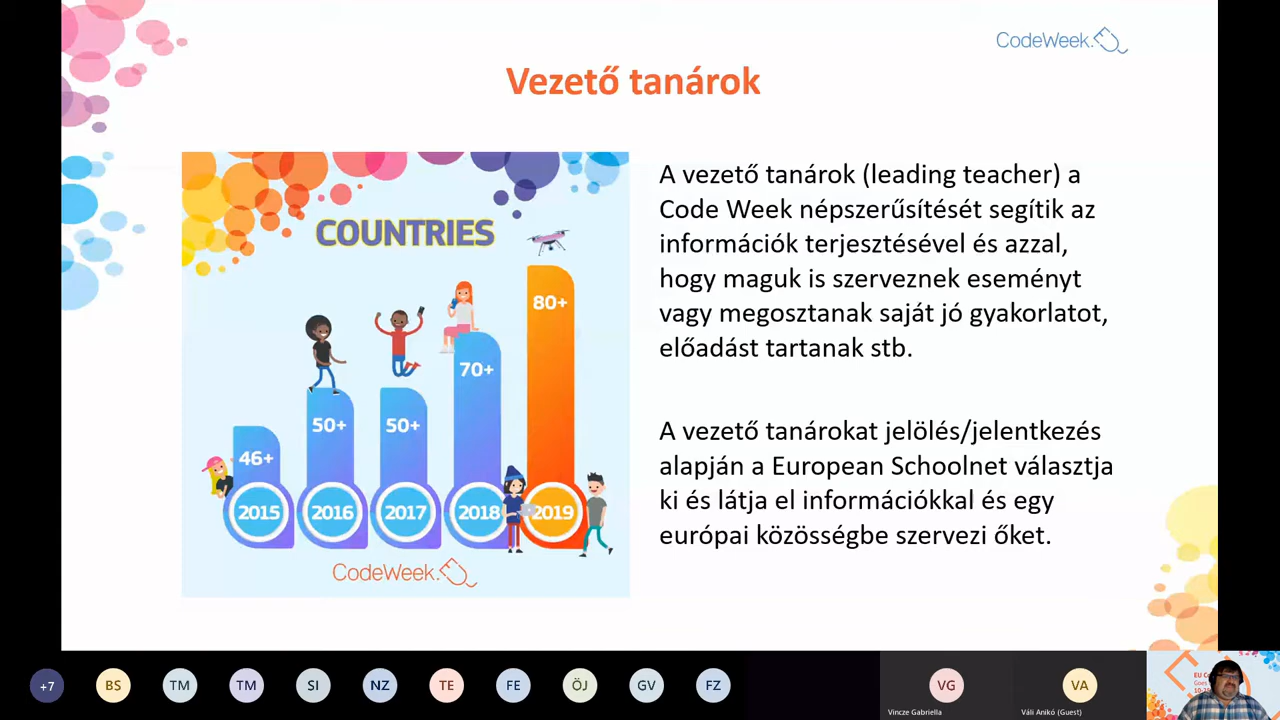 CodeWeek.EU
Vezető tanárok
COUNTRIES
80+
70+
50+
50+
46+
2015
2016
2017
2018
2019
CodeWeek.EU
A vezető tanárok (leading teacher) a
Code Week népszerűsítését segítik az
információk terjesztésével és azzal,
hogy maguk is szerveznek eseményt
vagy megosztanak saját jó gyakorlatot,
előadást tartanak stb.
A vezető tanárokat jelölés/jelentkezés
alapján a European Schoolnet választja
ki és látja el információkkal és egy
európai közösségbe szervezi őket.
+7
BS
TM
TM
SI
NZ
TE
FE
ÖJ
GV
FZ
VG
Vincze Gabriella
VA
Váli Anikó (Guest)
EU Co